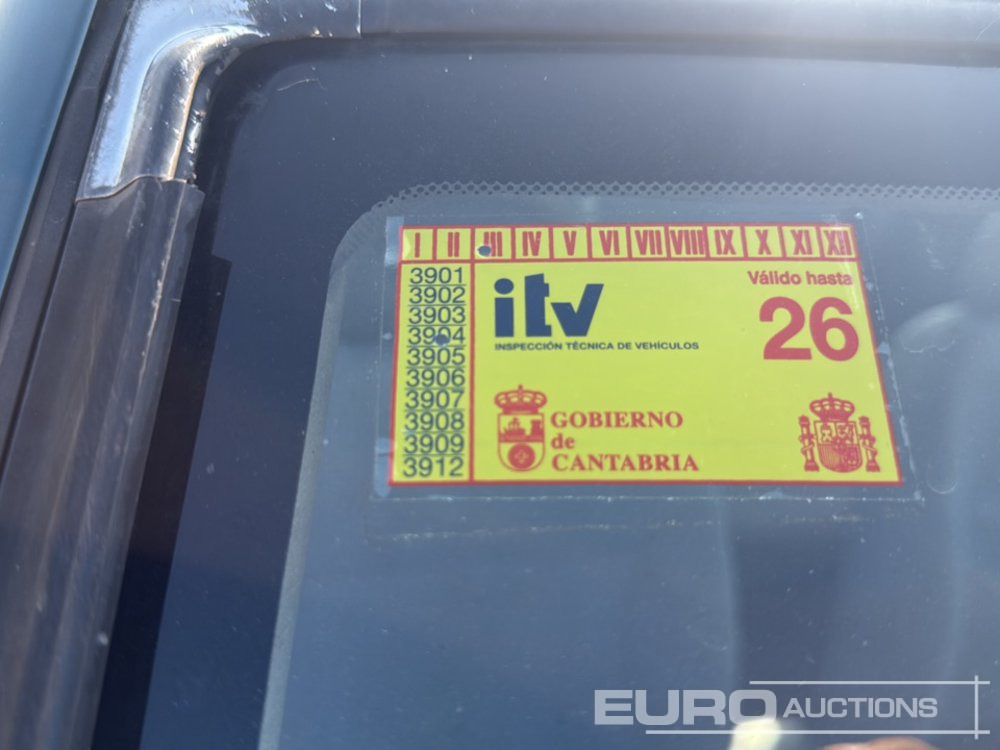 I II III IV V VI VII VIII IX X XI XII
3901
3902
3903
3904
3905
3906
3907
3908
3909
3912
itv
INSPECCIÓN TÉCNICA DE VEHÍCULOS
Válido hasta
26
GOBIERNO
de
CANTABRIA
EURO AUCTIONS